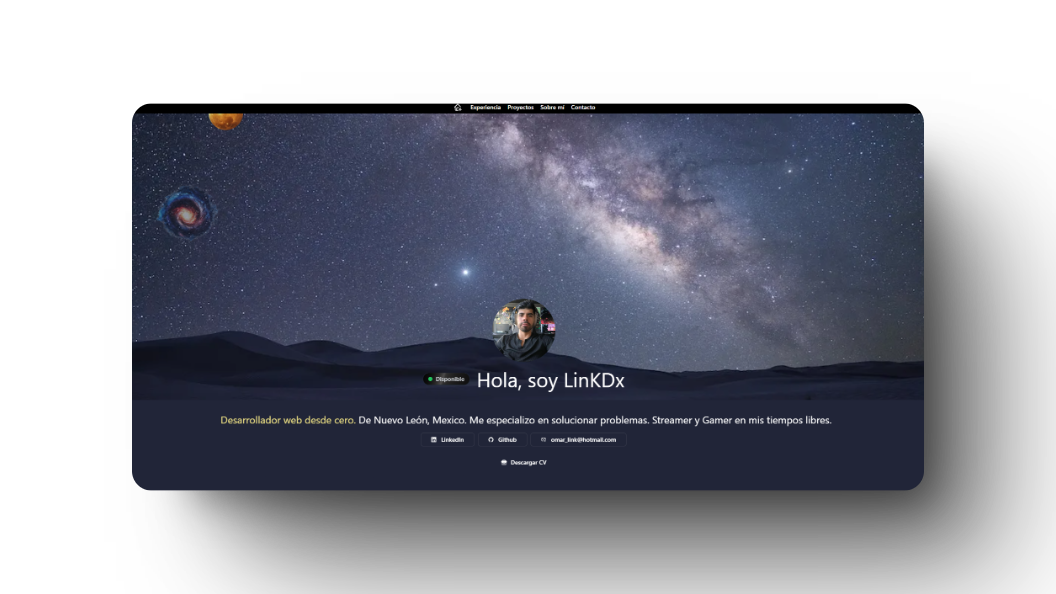 Experiencia Proyectos Sobre mí Contacto
Disponible Hola, soy LinKDx
Desarrollador web desde cero. De Nuevo León, Mexico. Me especializo en solucionar problemas. Streamer y Gamer en mis tiempos libres.
LinkedIn Github omar_link@hotmail.com
Descargar CV